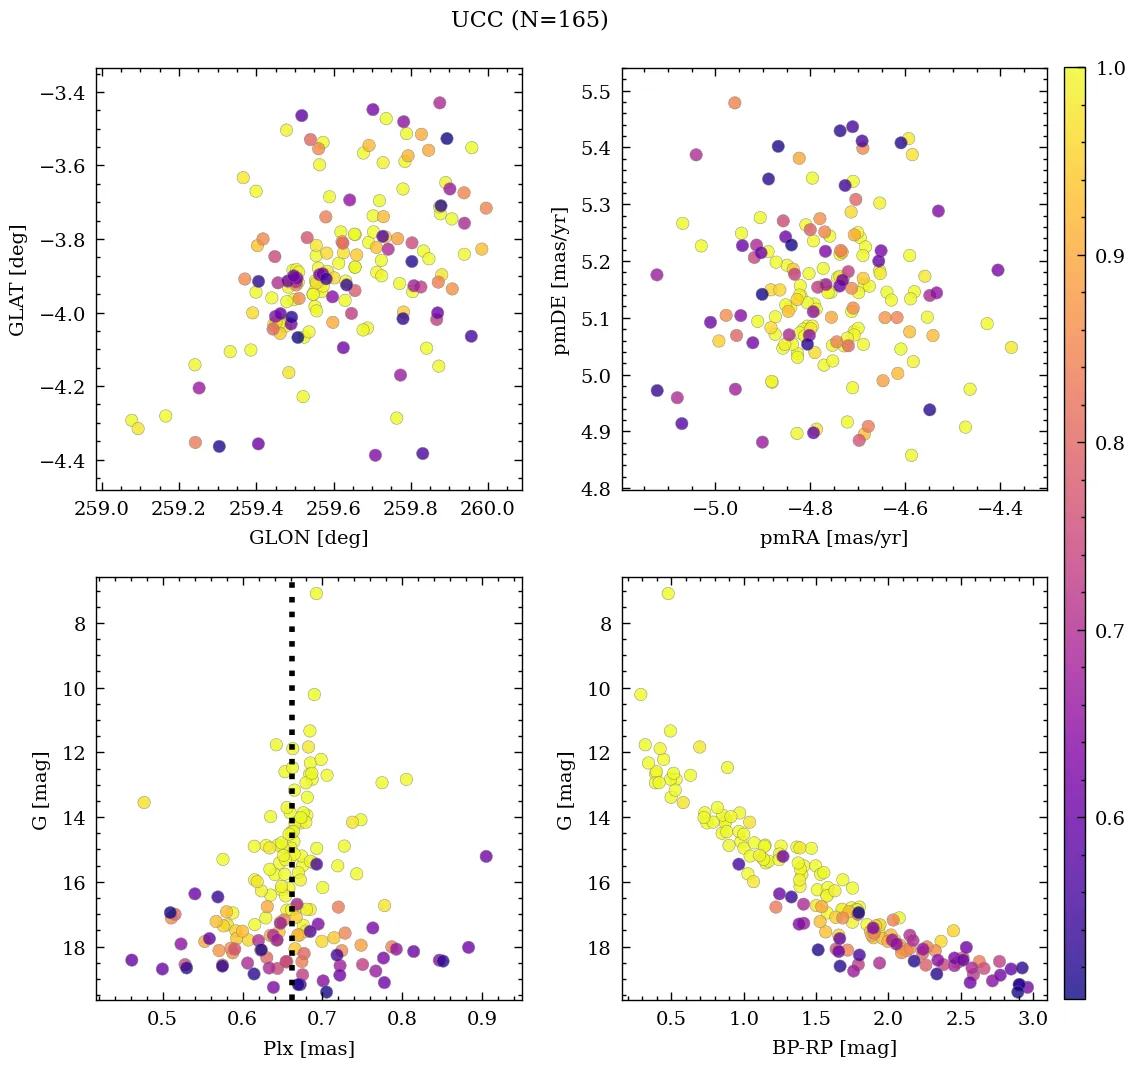 UCC (N=165)
−3.4
−3.6
−3.8
−4.0
−4.2
−4.4
GLAT [deg]
259.0 259.2 259.4 259.6 259.8 260.0
GLON [deg]
5.5
5.4
5.3
5.2
5.1
5.0
4.9
4.8
pmDE [mas/yr]
−5.0 −4.8 −4.6 −4.4
pmRA [mas/yr]
1.0
0.9
0.8
0.7
0.6
8
10
12
14
16
18
G [mag]
0.5 0.6 0.7 0.8 0.9
Plx [mas]
8
10
12
14
16
18
G [mag]
0.5 1.0 1.5 2.0 2.5 3.0
BP-RP [mag]